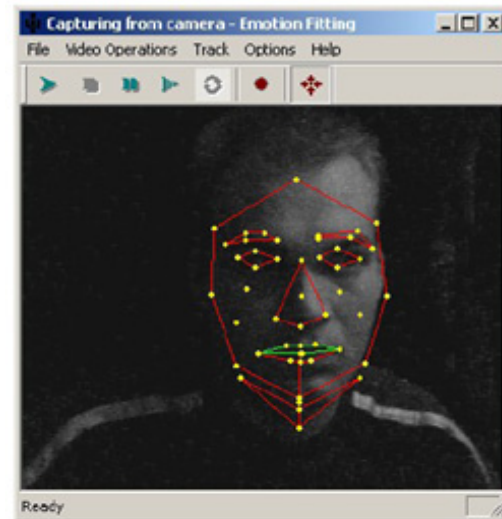 Capturing from camera - Emotion Fitting
File Video Operations Track Options Help
Ready